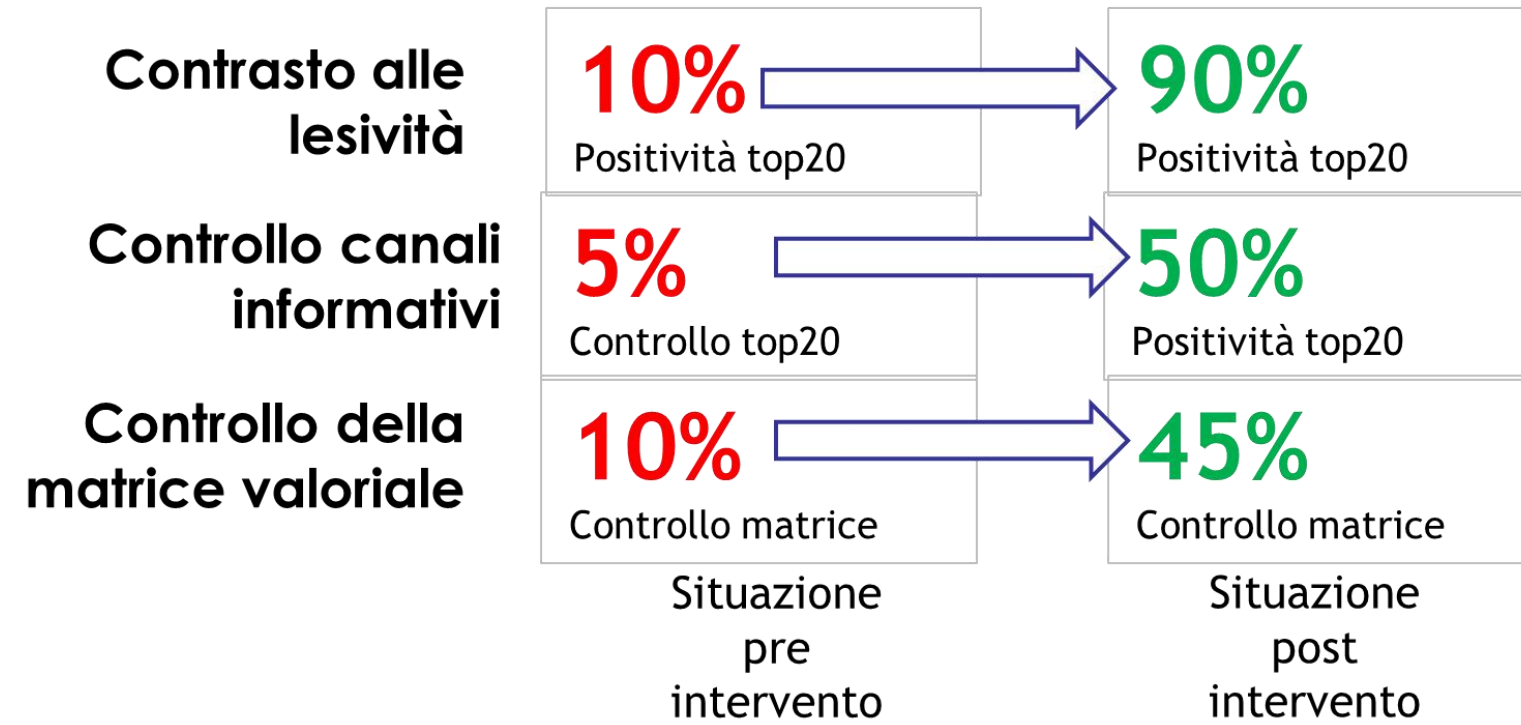 Contrasto alle
lesività
10%
Positività top20
90%
Positività top20
Controllo canali
informativi
5%
Controllo top20
50%
Positività top20
Controllo della
matrice valoriale
10%
Controllo matrice
45%
Controllo matrice
Situazione
pre
intervento
Situazione
post
intervento